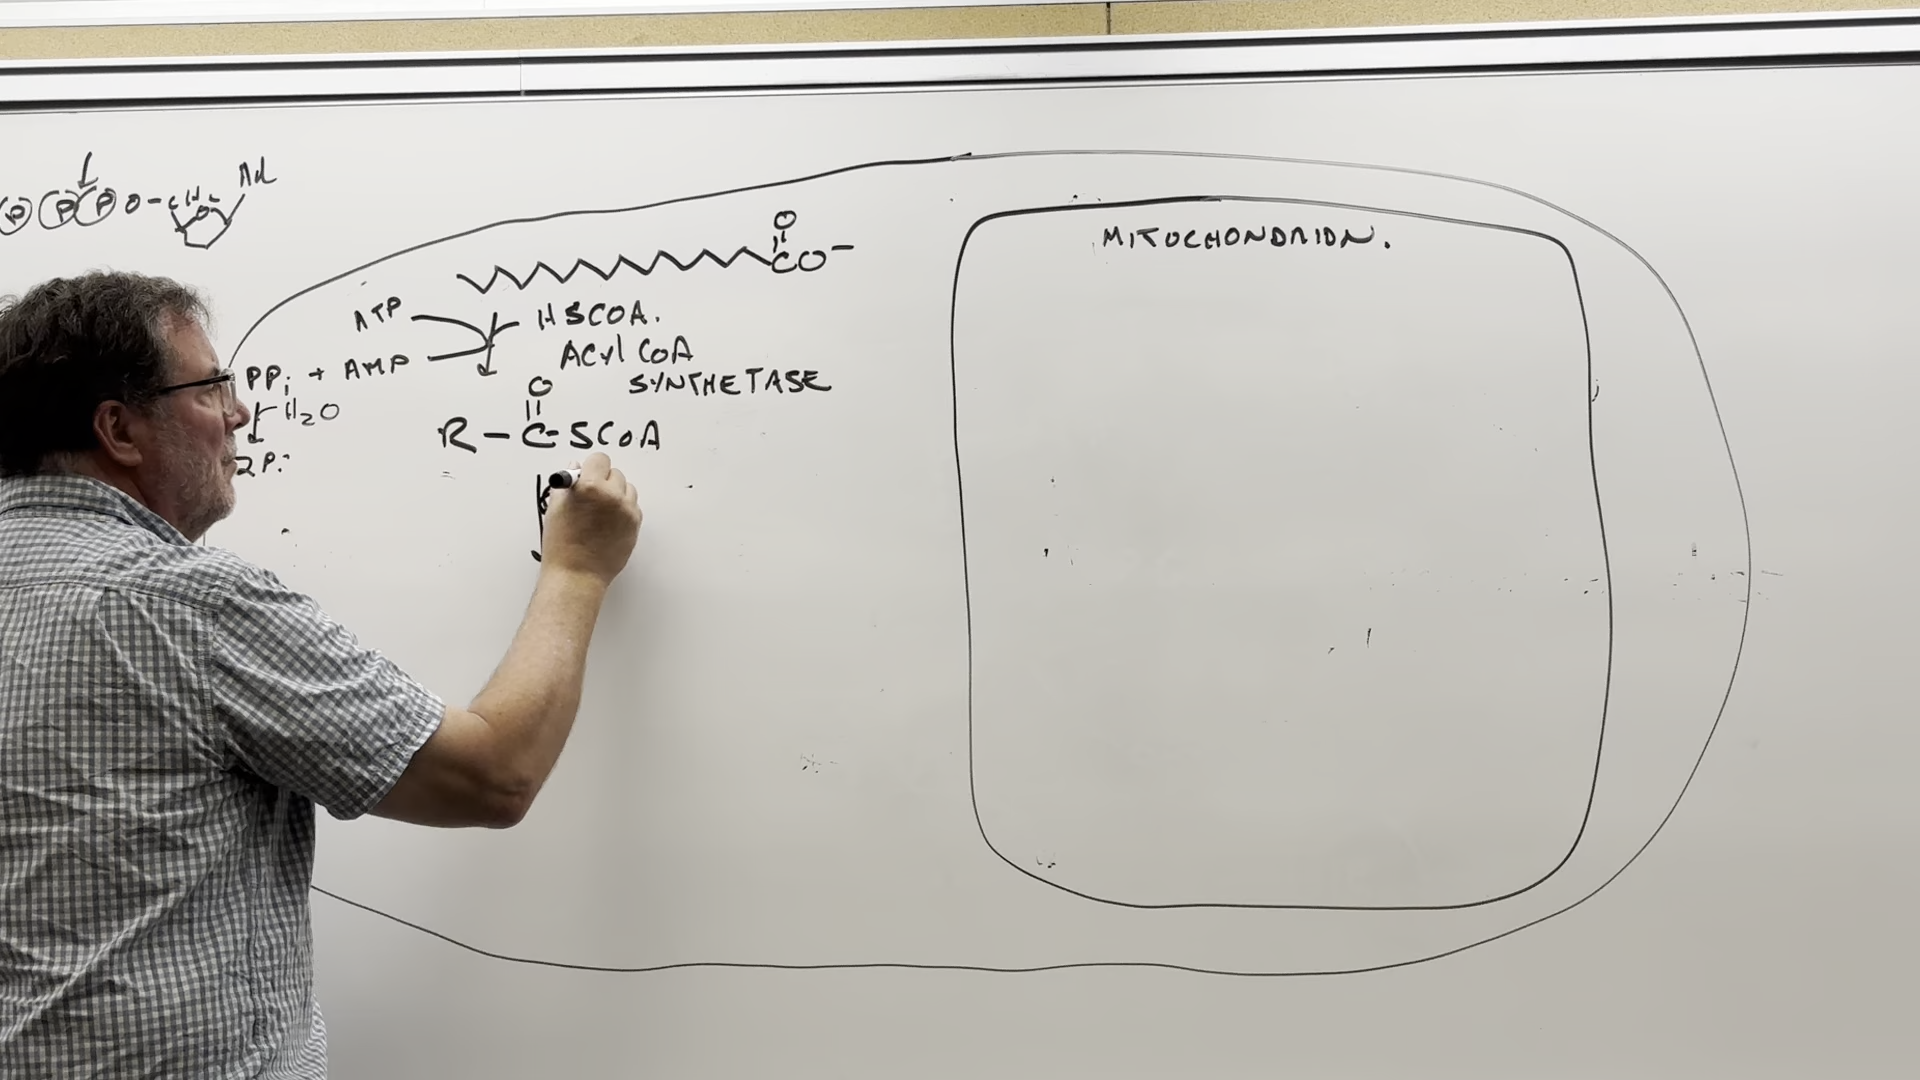 P P P O-CH2 Ad
MITOCHONDRION.
O
CO-
ATP HSCOA.
PPi + AMP ACYl COA
SYNTHETASE
H2O O
R-C-SCOA
2Pi